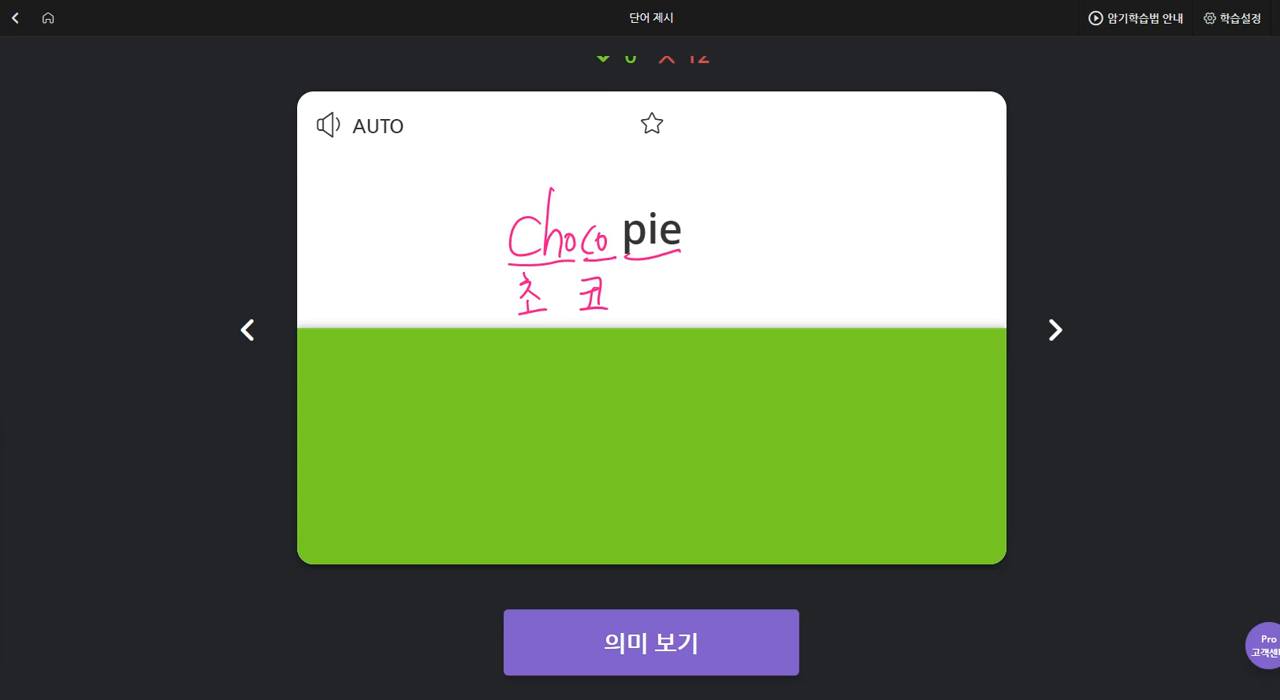 단어 제시
암기학습법 안내
학습설정
AUTO
Choco pie
초 코
의미 보기
Pro